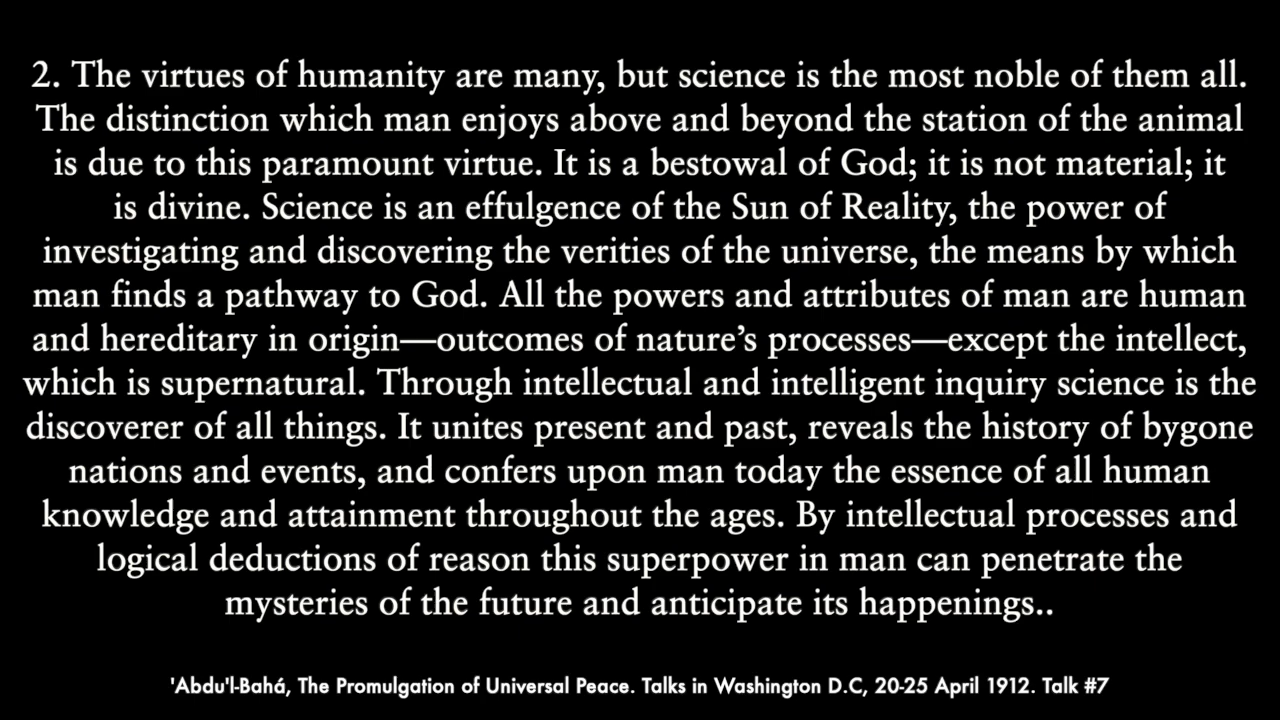 2. The virtues of humanity are many, but science is the most noble of them all.
The distinction which man enjoys above and beyond the station of the animal
is due to this paramount virtue. It is a bestowal of God; it is not material; it
is divine. Science is an effulgence of the Sun of Reality, the power of
investigating and discovering the verities of the universe, the means by which
man finds a pathway to God. All the powers and attributes of man are human
and hereditary in origin—outcomes of nature’s processes—except the intellect,
which is supernatural. Through intellectual and intelligent inquiry science is the
discoverer of all things. It unites present and past, reveals the history of bygone
nations and events, and confers upon man today the essence of all human
knowledge and attainment throughout the ages. By intellectual processes and
logical deductions of reason this superpower in man can penetrate the
mysteries of the future and anticipate its happenings..
'Abdu'l-Bahá, The Promulgation of Universal Peace. Talks in Washington D.C, 20-25 April 1912. Talk #7